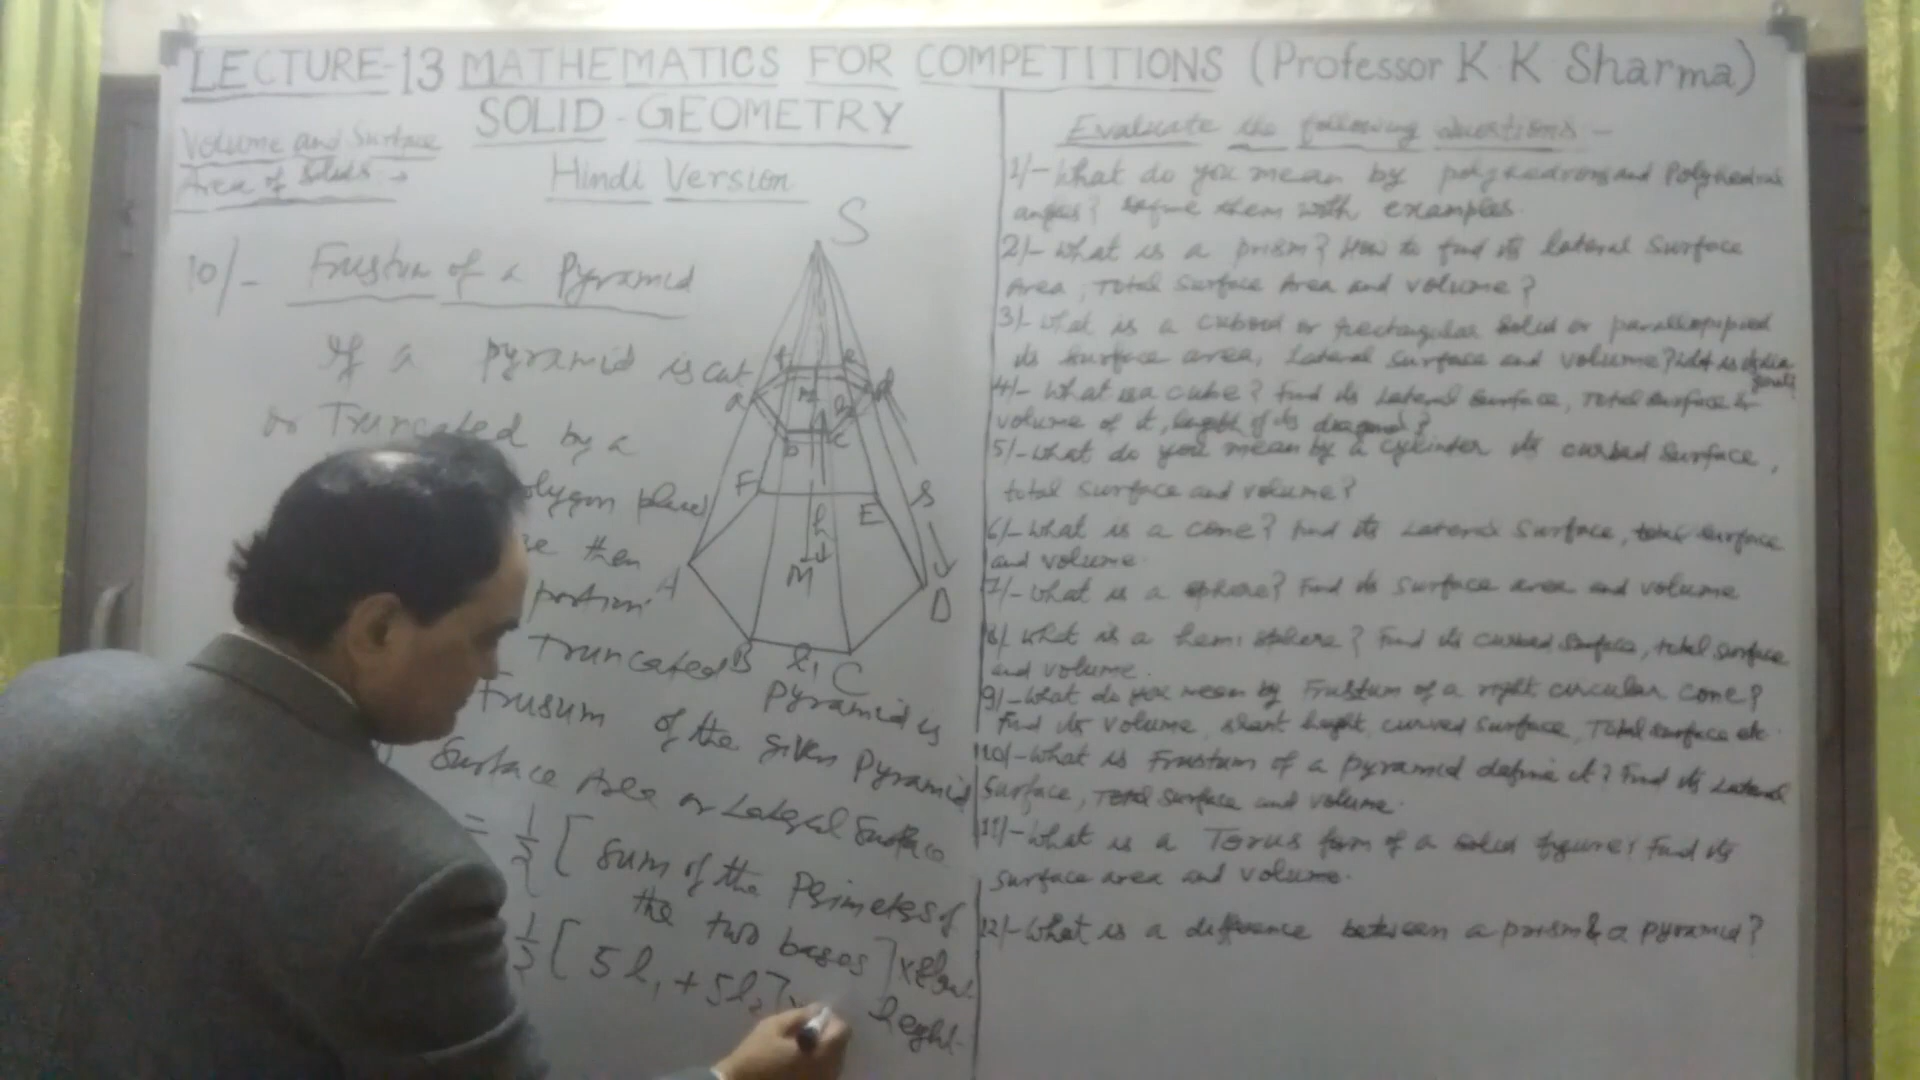 LECTURE-13 MATHEMATICS FOR COMPETITIONS (Professor K K Sharma)
SOLID-GEOMETRY
Volume and Surface
Area of Solids →
Hindi Version
10/- Frustum of a Pyramid
If a pyramid is cut
or Truncated by a
polygon plane
then
portion
Truncated
Pyramid is
Frusum of the given Pyramid
Surface Area or Lateral Surface
= 1/2 [ Sum of the Perimeters of
the two bases ] x slant
height
1/2 [ 5l1 + 5l2 ] x
S
f e
a m d
b c
F E s
h
A M D
B l1 C
Evaluate the following Questions -
1/- What do you mean by polyhedrons and Polyhedral
angles? define them with examples.
2/- What is a prism? How to find its lateral Surface
Area, Total Surface Area and volume?
3/- What is a cuboid or rectangular solid or
its surface area, Lateral surface and volume? What is its
4/- What is a cube? Find its Lateral Surface, Total surface &
volume of it, length of its diagonal?
5/- What do you mean by a cylinder its curved surface,
total surface and volume?
6/- What is a cone? Find its Lateral Surface, total surface
and volume.
7/- What is a sphere? Find its surface area and volume
8/- What is a hemisphere? Find its curved surface, total surface
and volume.
9/- What do you mean by Frustum of a right circular cone?
Find its volume, slant height, curved surface, Total surface etc.
10/- What is Frustum of a pyramid define it? Find its Lateral
Surface, Total surface and volume.
11/- What is a Torus form of a solid figure? Find its
surface area and volume.
12/- What is a difference between a prism & a pyramid?